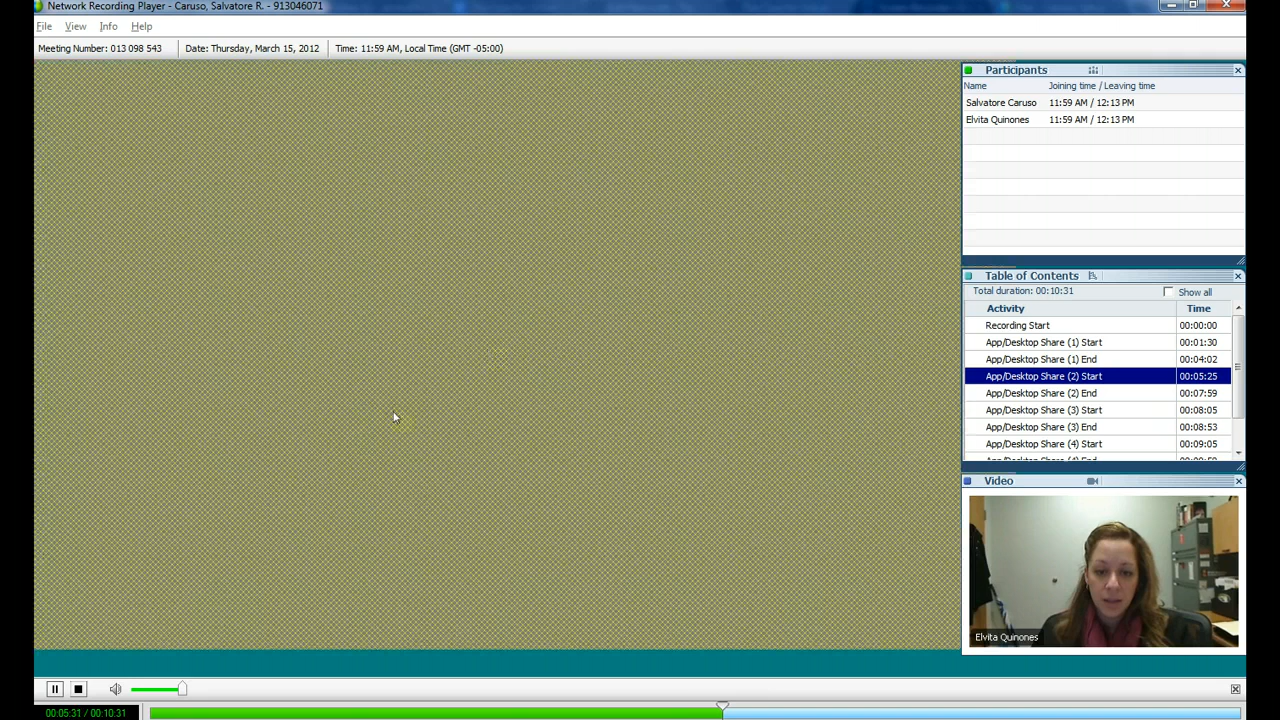 Network Recording Player - Caruso, Salvatore R. - 913046071
File View Info Help
Meeting Number: 013 098 543 Date: Thursday, March 15, 2012 Time: 11:59 AM, Local Time (GMT -05:00)
Participants
Name Joining time / Leaving time
Salvatore Caruso 11:59 AM / 12:13 PM
Elvita Quinones 11:59 AM / 12:13 PM
Table of Contents
Total duration: 00:10:31 Show all
Activity Time
Recording Start 00:00:00
App/Desktop Share (1) Start 00:01:30
App/Desktop Share (1) End 00:04:02
App/Desktop Share (2) Start 00:05:25
App/Desktop Share (2) End 00:07:59
App/Desktop Share (3) Start 00:08:05
App/Desktop Share (3) End 00:08:53
App/Desktop Share (4) Start 00:09:05
Video
Elvita Quinones
00:05:31 / 00:10:31